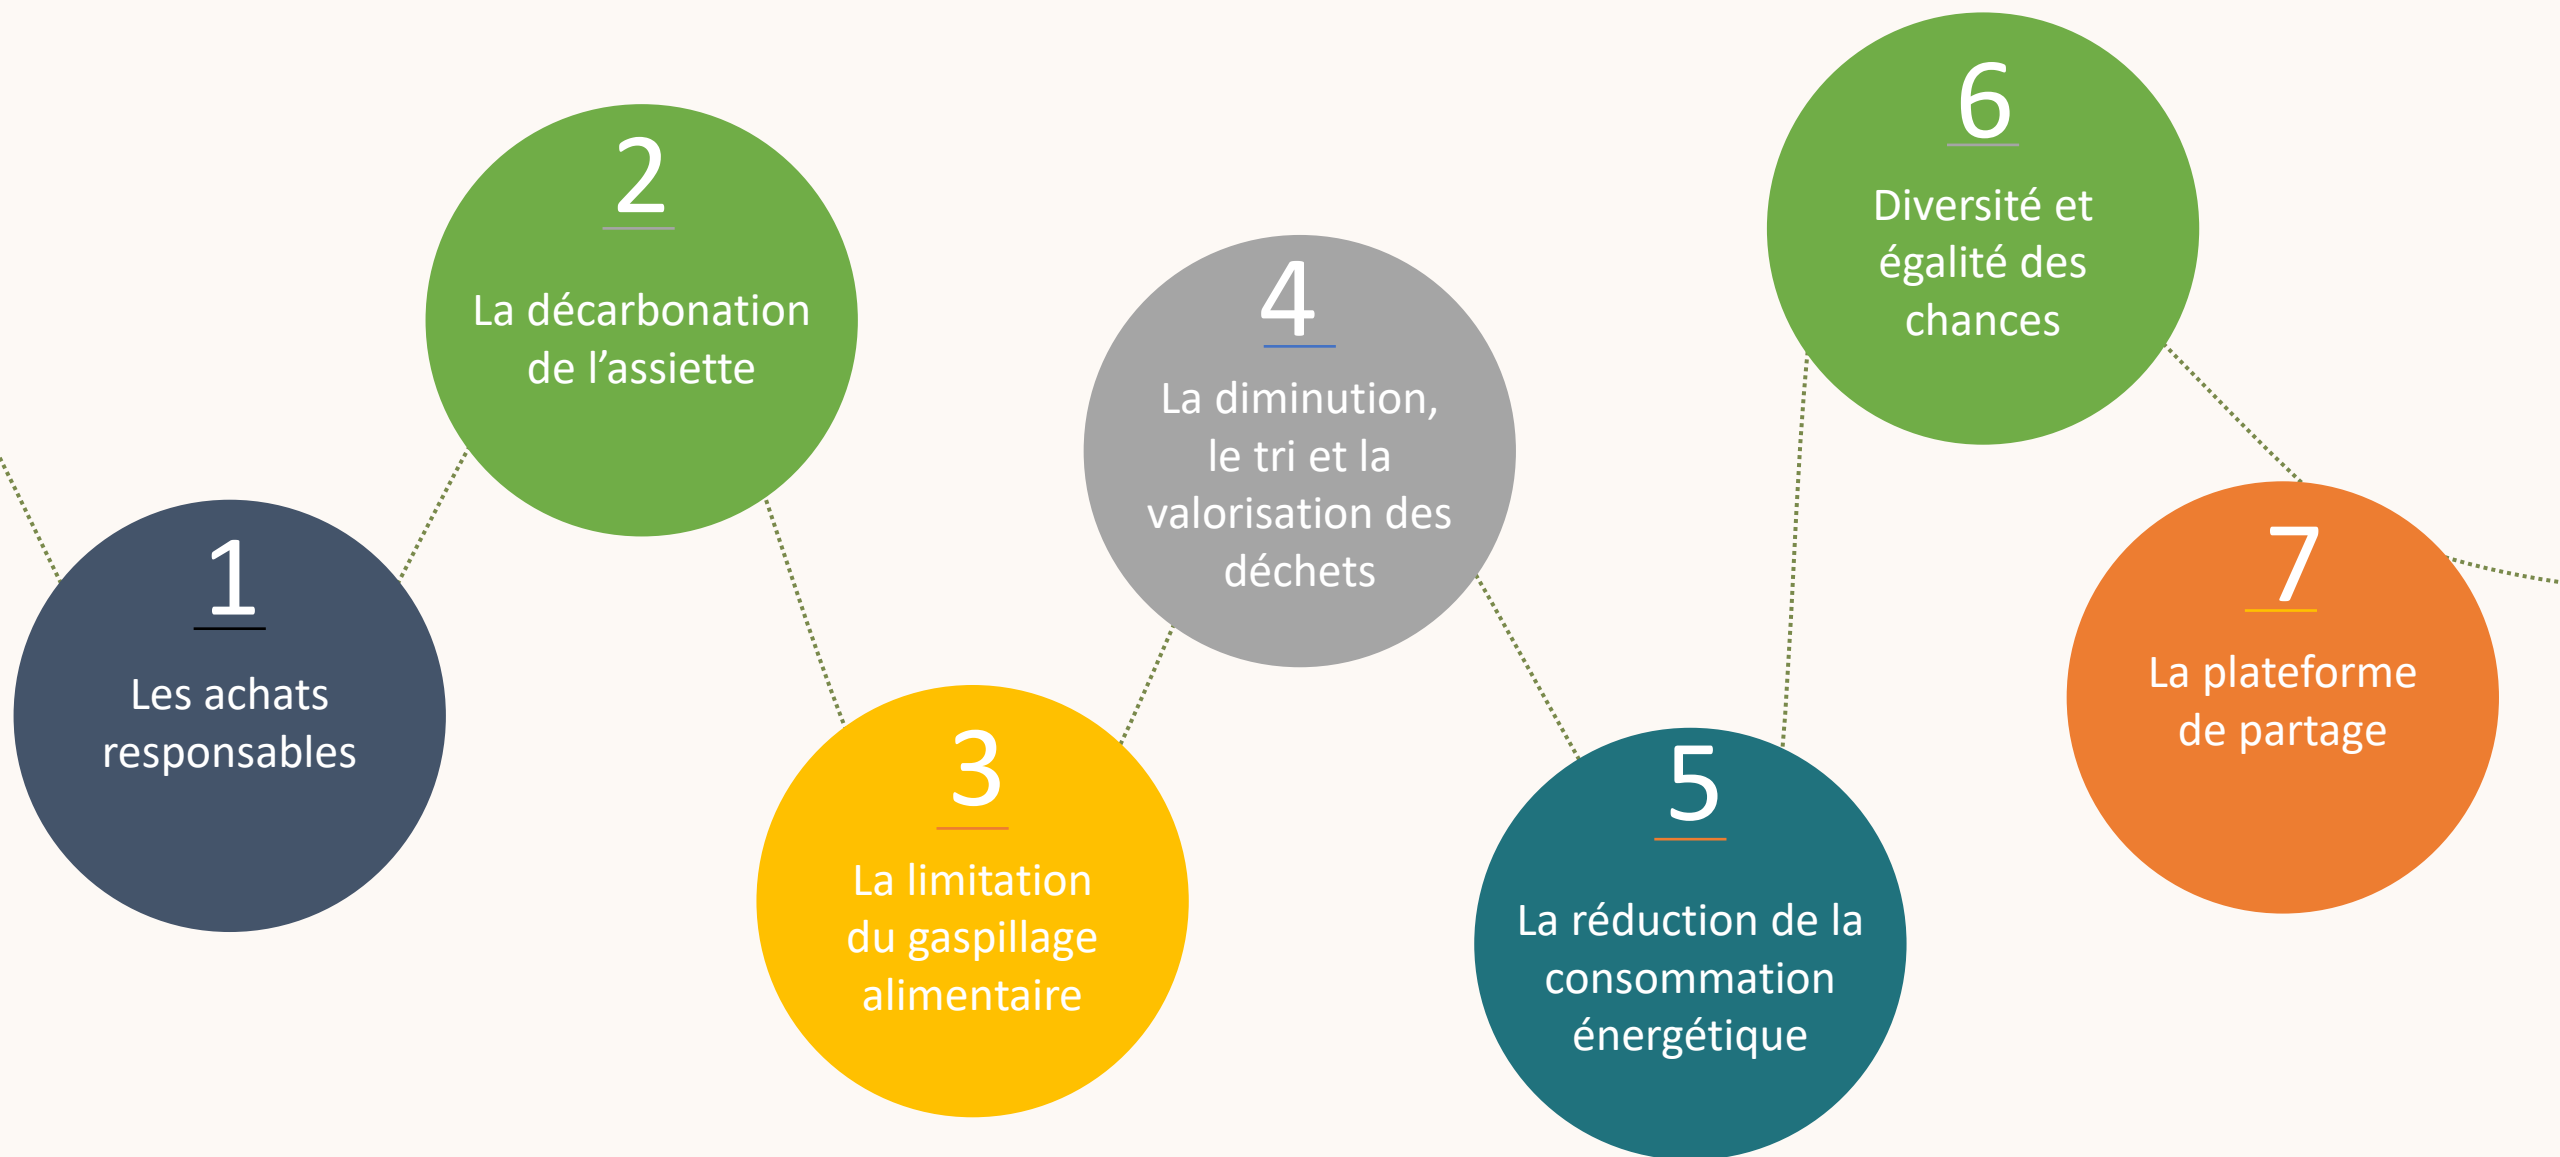 1
Les achats
responsables
2
La décarbonation
de l’assiette
3
La limitation
du gaspillage
alimentaire
4
La diminution,
le tri et la
valorisation des
déchets
5
La réduction de la
consommation
énergétique
6
Diversité et
égalité des
chances
7
La plateforme
de partage